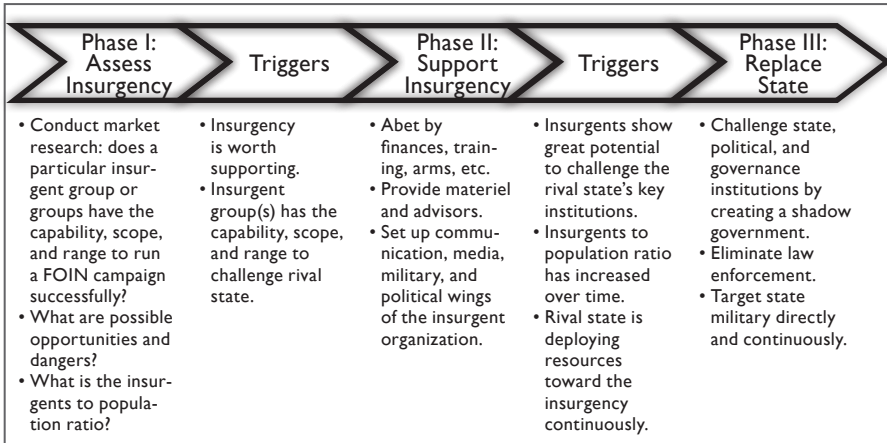 Phase I:
Assess
Insurgency
Triggers
Phase II:
Support
Insurgency
Triggers
Phase III:
Replace
State
• Conduct market
research: does a
particular insur-
gent group or
groups have the
capability, scope,
and range to run
a FOIN campaign
successfully?
• What are possible
opportunities and
dangers?
• What is the insur-
gents to popula-
tion ratio?
• Insurgency
is worth
supporting.
• Insurgent
group(s) has the
capability, scope,
and range to
challenge rival
state.
• Abet by
finances, train-
ing, arms, etc.
• Provide materiel
and advisors.
• Set up commu-
nication, media,
military, and
political wings
of the insurgent
organization.
• Insurgents show
great potential
to challenge the
rival state's key
institutions.
• Insurgents to
population ratio
has increased
over time.
• Rival state is
deploying
resources
toward the
insurgency
continuously.
• Challenge state,
political, and
governance
institutions by
creating a shadow
government.
• Eliminate law
enforcement.
• Target state
military directly
and continuously.